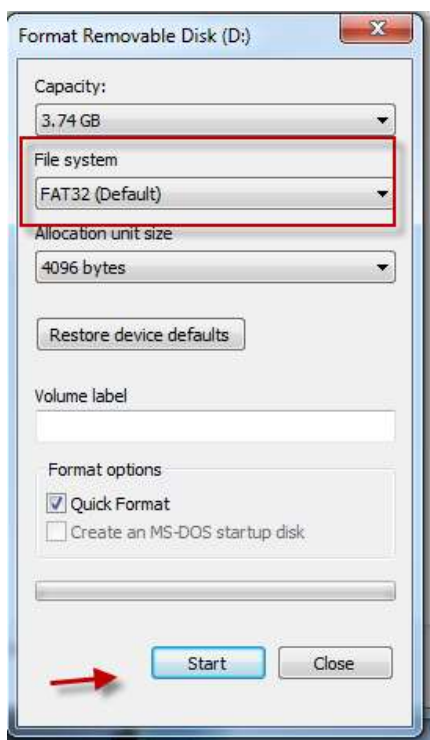 Format Removable Disk (D:)
Capacity:
3.74 GB
File system
FAT32 (Default)
Allocation unit size
4096 bytes
Restore device defaults
Volume label
Format options
Quick Format
Create an MS-DOS startup disk
Start Close